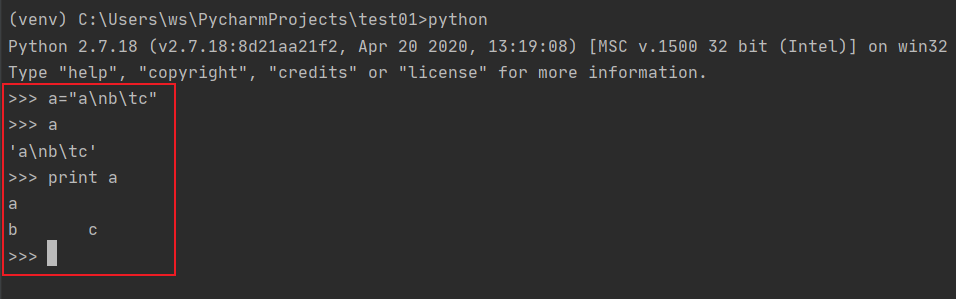 (venv) C:\Users\ws\PycharmProjects\test01>python
Python 2.7.18 (v2.7.18:8d21aa21f2, Apr 20 2020, 13:19:08) [MSC v.1500 32 bit (Intel)] on win32
Type "help", "copyright", "credits" or "license" for more information.
>>> a="a\nb\tc"
>>> a
'a\nb\tc'
>>> print a
a
b       c
>>>